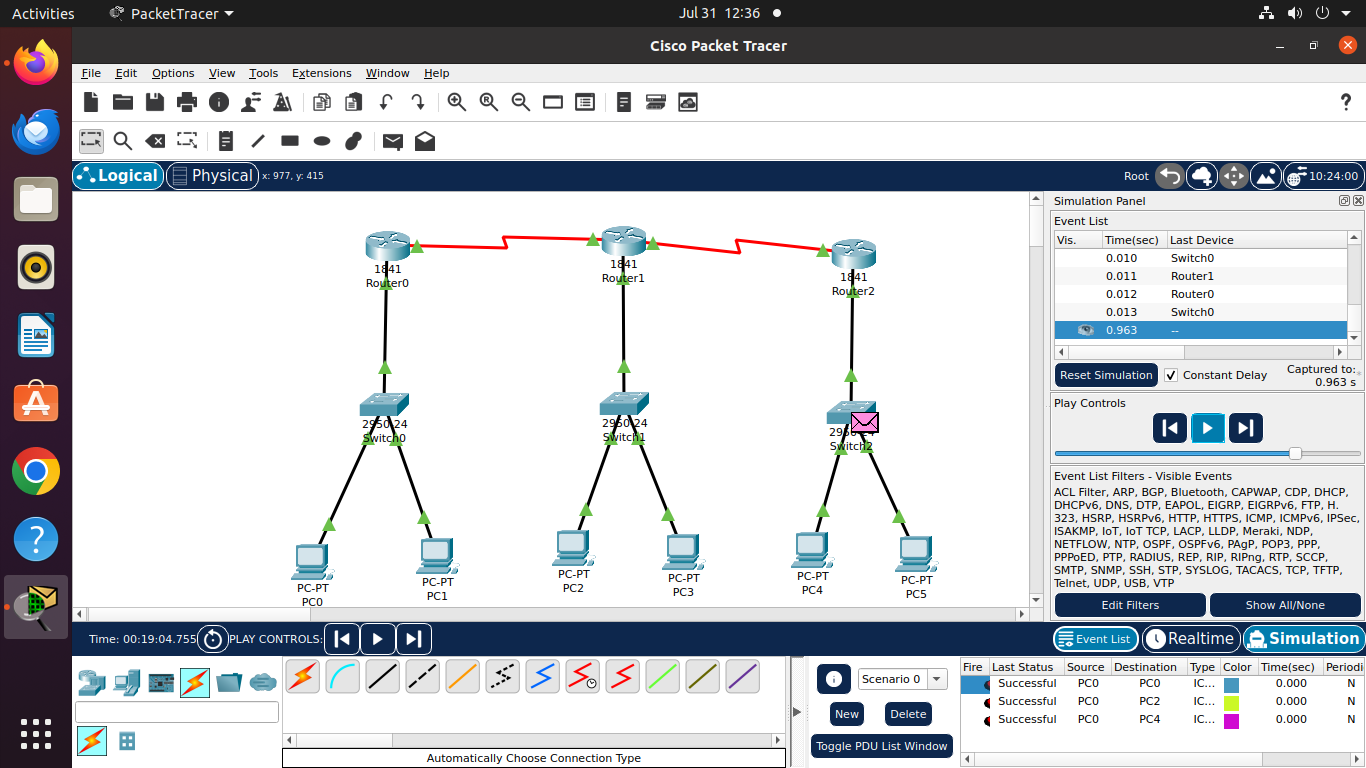 Activities PacketTracer Jul 31 12:36
Cisco Packet Tracer
File Edit Options View Tools Extensions Window Help
?
Logical Physical x: 977, y: 415 Root 10:24:00
1841
Router0
1841
Router1
1841
Router2
2950-24
Switch0
2950-24
Switch1
Switch2
PC-PT
PC0
PC-PT
PC1
PC-PT
PC2
PC-PT
PC3
PC-PT
PC4
PC-PT
PC5
Simulation Panel
Event List
Vis. Time(sec) Last Device
0.010 Switch0
0.011 Router1
0.012 Router0
0.013 Switch0
0.963 --
Reset Simulation Constant Delay Captured to:
0.963 s
Play Controls
Event List Filters - Visible Events
ACL Filter, ARP, BGP, Bluetooth, CAPWAP, CDP, DHCP,
DHCPv6, DNS, DTP, EAPOL, EIGRP, EIGRPv6, FTP, H.
323, HSRP, HSRPv6, HTTP, HTTPS, ICMP, ICMPv6, IPSec,
ISAKMP, IoT, IoT TCP, LACP, LLDP, Meraki, NDP,
NETFLOW, NTP, OSPF, OSPFv6, PAgP, POP3, PPP,
PPPoED, PTP, RADIUS, REP, RIP, RIPng, RTP, SCCP,
SMTP, SNMP, SSH, STP, SYSLOG, TACACS, TCP, TFTP,
Telnet, UDP, USB, VTP
Edit Filters Show All/None
Time: 00:19:04.755 PLAY CONTROLS: Event List Realtime Simulation
Automatically Choose Connection Type
Scenario 0
New Delete
Toggle PDU List Window
Fire Last Status Source Destination Type Color Time(sec) Periodi
Successful PC0 PC0 IC... 0.000 N
Successful PC0 PC2 IC... 0.000 N
Successful PC0 PC4 IC... 0.000 N